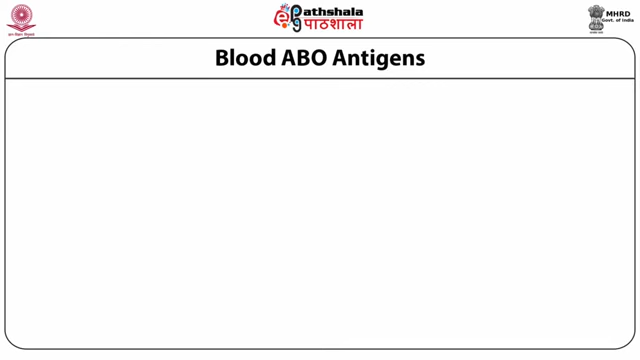 ePathshala
पाठशाला
MHRD
Govt. of India
Blood ABO Antigens